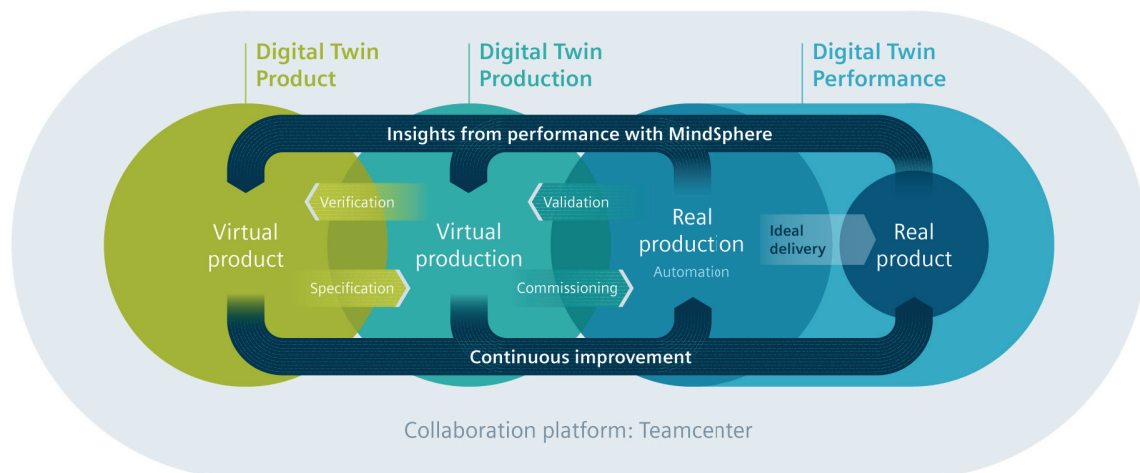 Digital Twin
Product
Digital Twin
Production
Digital Twin
Performance
Insights from performance with MindSphere
Verification
Validation
Virtual
product
Virtual
production
Real
production
Automation
Ideal
delivery
Real
product
Specification
Commissioning
Continuous improvement
Collaboration platform: Teamcenter